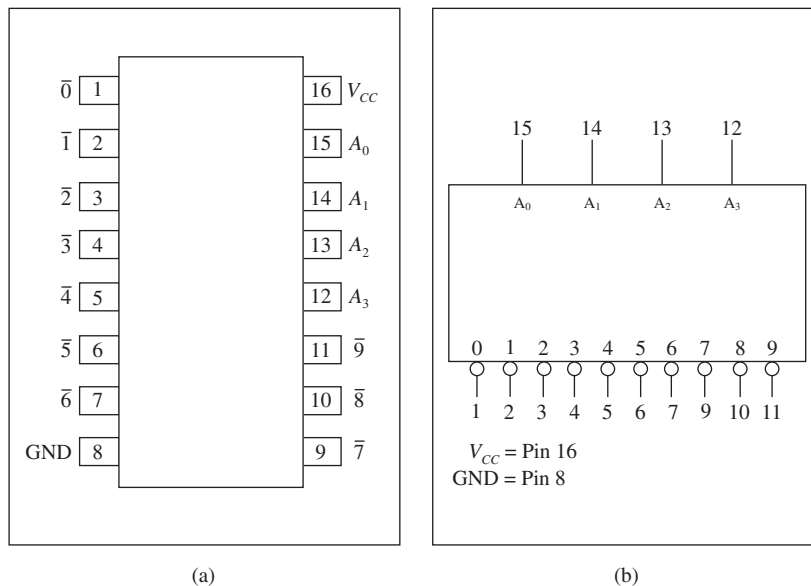 0̅ 1 16 V_CC
1̅ 2 15 A₀
2̅ 3 14 A₁
3̅ 4 13 A₂
4̅ 5 12 A₃
5̅ 6 11 9̅
6̅ 7 10 8̅
GND 8 9 7̅
(a)
15 14 13 12
A₀ A₁ A₂ A₃
0 1 2 3 4 5 6 7 8 9
1 2 3 4 5 6 7 9 10 11
V_CC = Pin 16
GND = Pin 8
(b)